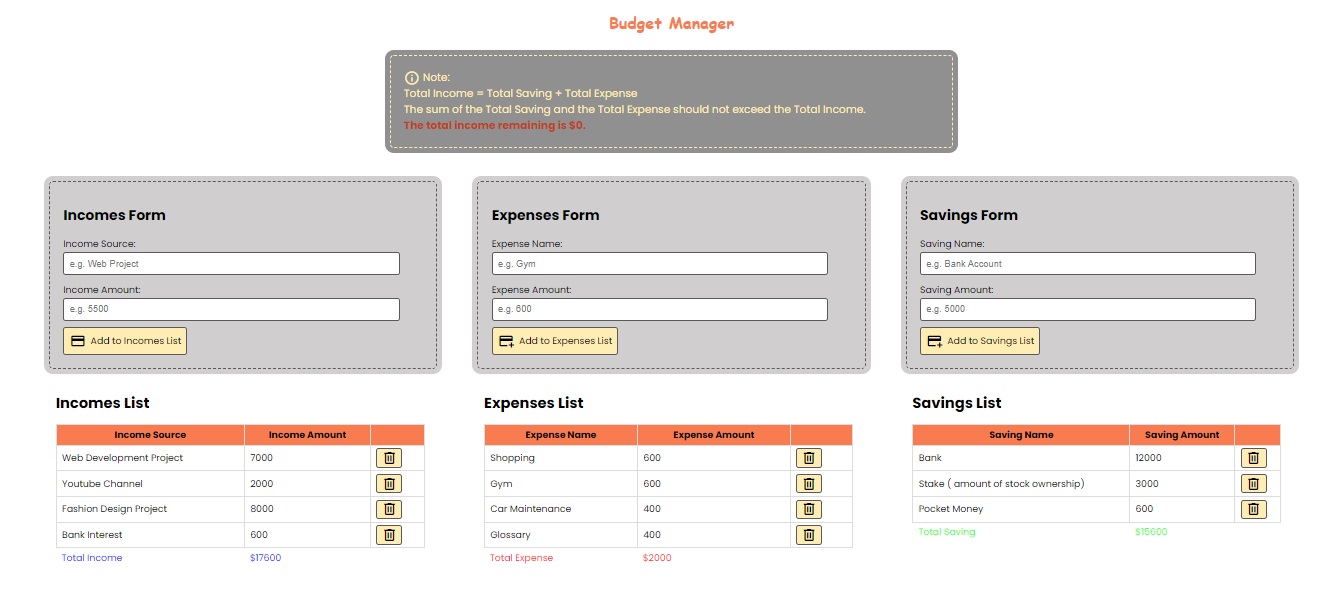 Budget Manager
Note:
Total Income = Total Saving + Total Expense
The sum of the Total Saving and the Total Expense should not exceed the Total Income.
The total income remaining is $0.
Incomes Form
Income Source:
e.g. Web Project
Income Amount:
e.g. 5500
Add to Incomes List
Expenses Form
Expense Name:
e.g. Gym
Expense Amount:
e.g. 600
Add to Expenses List
Savings Form
Saving Name:
e.g. Bank Account
Saving Amount:
e.g. 5000
Add to Savings List
Incomes List
Income Source Income Amount
Web Development Project 7000
Youtube Channel 2000
Fashion Design Project 8000
Bank Interest 600
Total Income $17600
Expenses List
Expense Name Expense Amount
Shopping 600
Gym 600
Car Maintenance 400
Glossary 400
Total Expense $2000
Savings List
Saving Name Saving Amount
Bank 12000
Stake ( amount of stock ownership) 3000
Pocket Money 600
Total Saving $15600